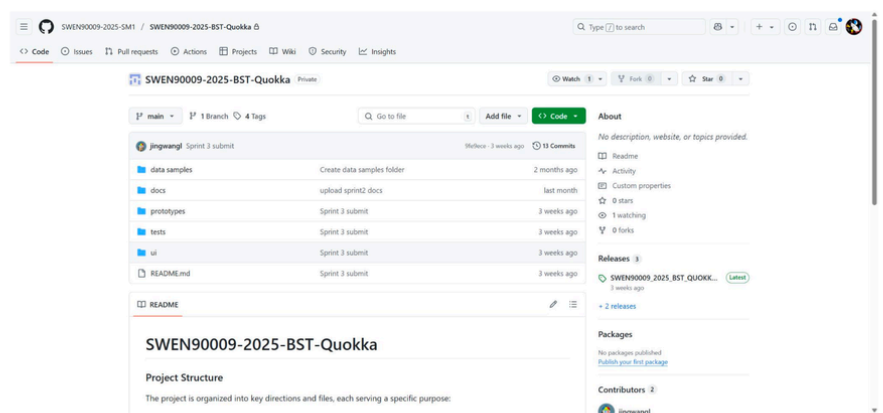 SWEN90009-2025-SM1 / SWEN90009-2025-BST-Quokka
Type / to search
Code Issues Pull requests Actions Projects Wiki Security Insights
SWEN90009-2025-BST-Quokka Private
Watch 1 Fork 0 Star 0
main 1 Branch 4 Tags
Go to file t
Add file
Code
jingwangl Sprint 3 submit
3 weeks ago
13 Commits
data samples Create data samples folder 2 months ago
docs upload sprint2 docs last month
prototypes Sprint 3 submit 3 weeks ago
tests Sprint 3 submit 3 weeks ago
ui Sprint 3 submit 3 weeks ago
README.md Sprint 3 submit 3 weeks ago
README
SWEN90009-2025-BST-Quokka
Project Structure
The project is organized into key directions and files, each serving a specific purpose:
About
No description, website, or topics provided.
Readme
Activity
Custom properties
0 stars
1 watching
0 forks
Releases 3
SWEN90009_2025_BST_QUOKK... Latest
3 weeks ago
+ 2 releases
Packages
No packages published
Publish your first package
Contributors 2
jingwangl